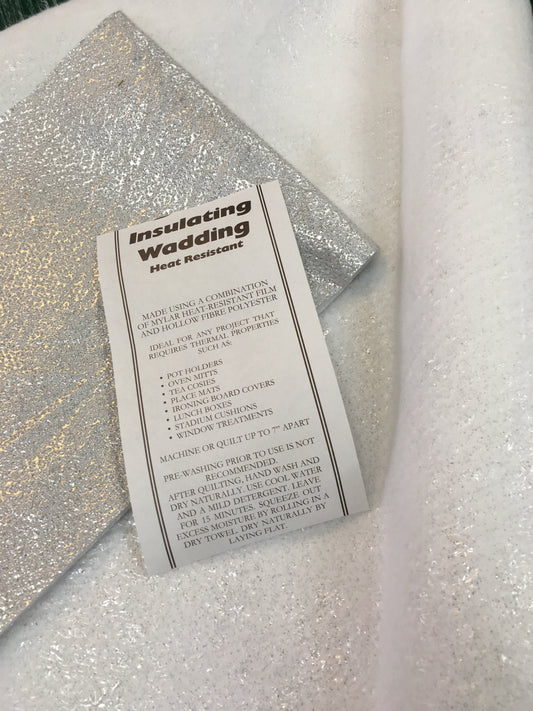 Insulating
Wadding
Heat Resistant
MADE USING A COMBINATION
OF MYLAR HEAT-RESISTANT FILM
AND HOLLOW FIBRE POLYESTER
IDEAL FOR ANY PROJECT THAT
REQUIRES THERMAL PROPERTIES
SUCH AS:
• POT HOLDERS
• OVEN MITTS
• TEA COSIES
• PLACE MATS
• IRONING BOARD COVERS
• LUNCH BOXES
• STADIUM CUSHIONS
• WINDOW TREATMENTS
MACHINE OR QUILT UP TO 7" APART
PRE-WASHING PRIOR TO USE IS NOT
RECOMMENDED.
AFTER QUILTING, HAND WASH AND
DRY NATURALLY USE COOL WATER
AND A MILD DETERGENT. LEAVE
FOR 15 MINUTES. SQUEEZE OUT
EXCESS MOISTURE BY ROLLING IN A
DRY TOWEL. DRY NATURALLY BY
LAYING FLAT.